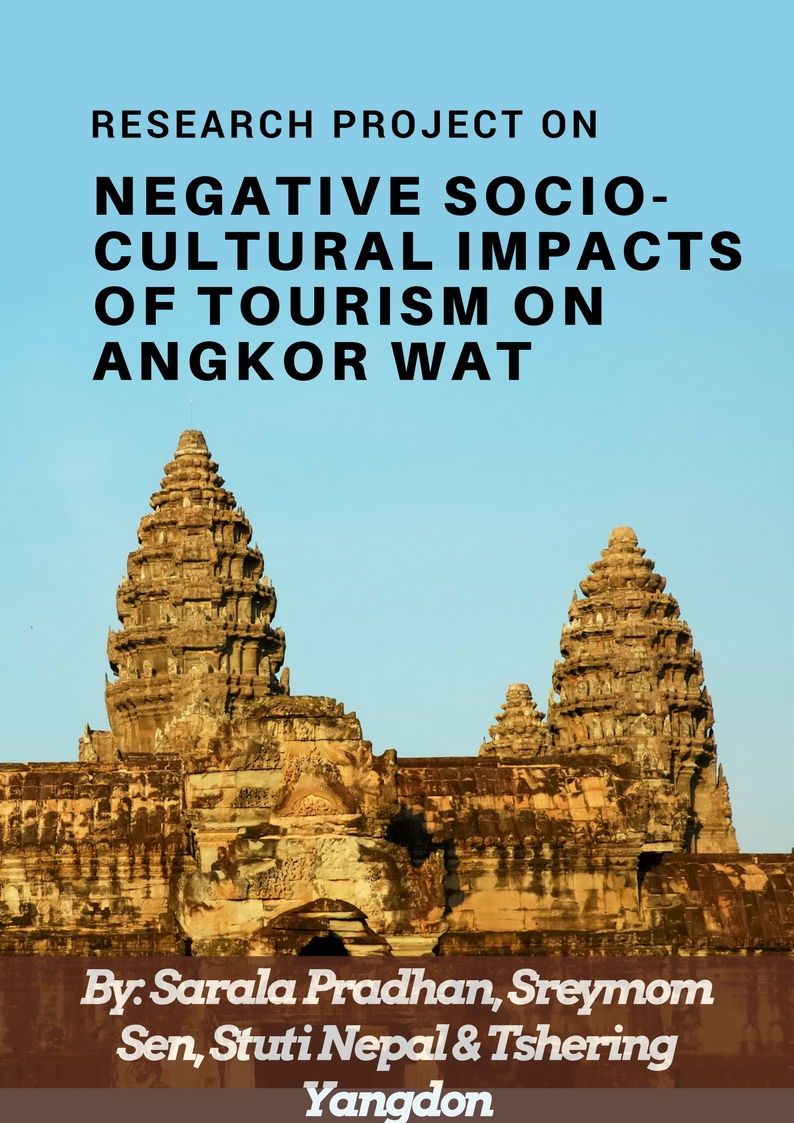 RESEARCH PROJECT ON
NEGATIVE SOCIO-
CULTURAL IMPACTS
OF TOURISM ON
ANGKOR WAT
By: Sarala Pradhan, Sreymom
Sen, Stuti Nepal & Tshering
Yangdon